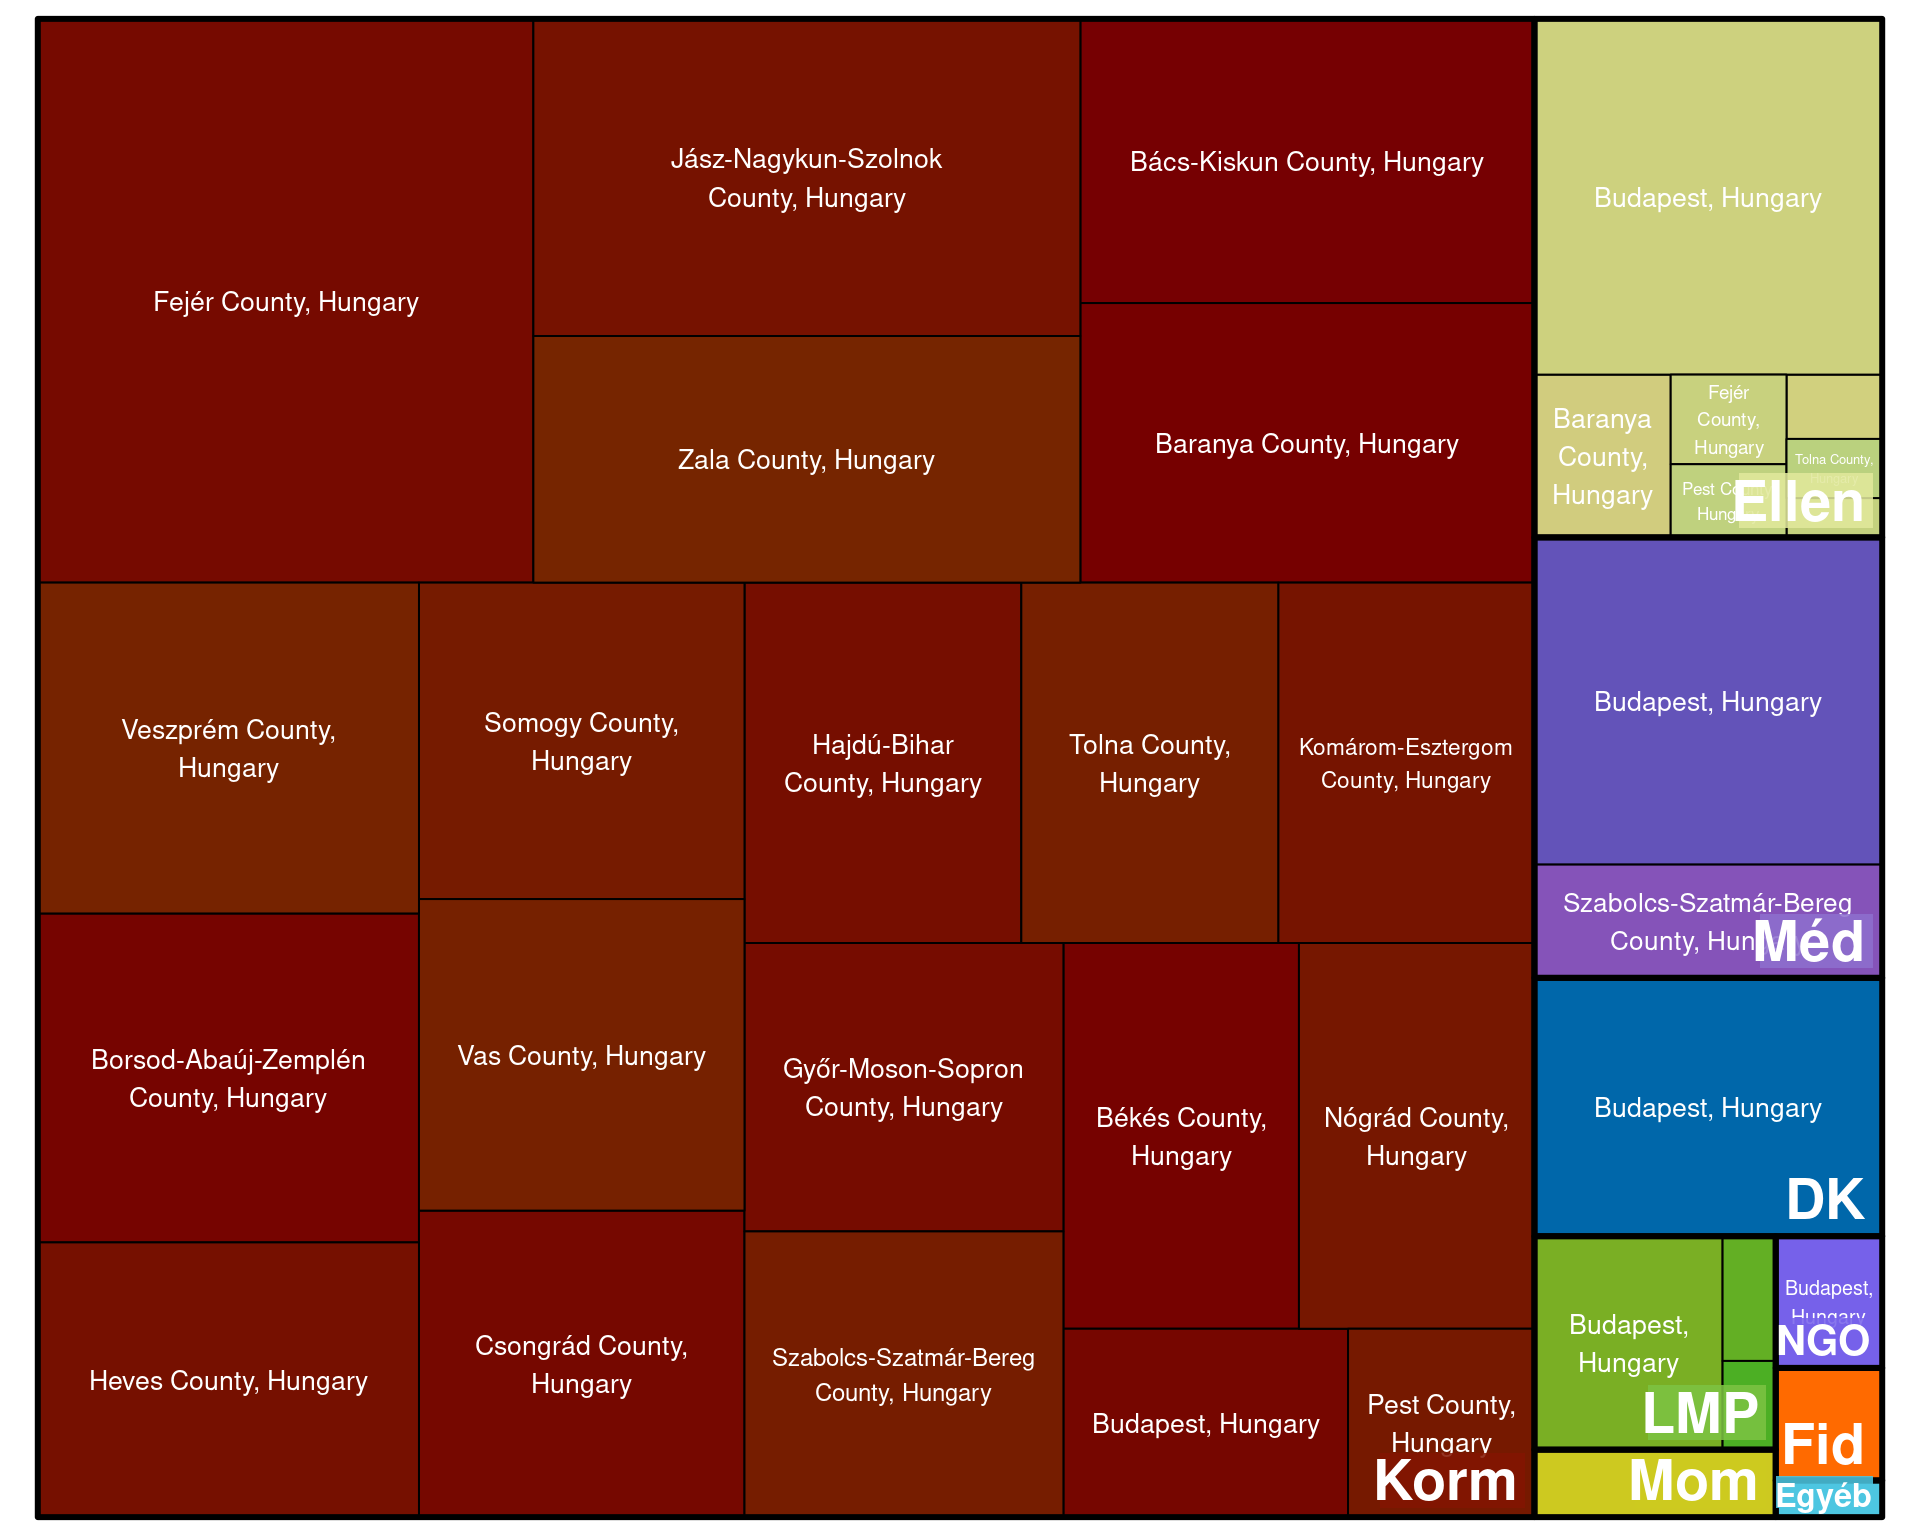 Fejér County, Hungary
Jász-Nagykun-Szolnok
County, Hungary
Zala County, Hungary
Bács-Kiskun County, Hungary
Baranya County, Hungary
Veszprém County,
Hungary
Borsod-Abaúj-Zemplén
County, Hungary
Heves County, Hungary
Somogy County,
Hungary
Vas County, Hungary
Csongrád County,
Hungary
Hajdú-Bihar
County, Hungary
Tolna County,
Hungary
Komárom-Esztergom
County, Hungary
Győr-Moson-Sopron
County, Hungary
Szabolcs-Szatmár-Bereg
County, Hungary
Békés County,
Hungary
Nógrád County,
Hungary
Budapest, Hungary
Pest County,
Hungary
Korm
Budapest, Hungary
Baranya
County,
Hungary
Fejér
County,
Hungary
Pest
Tolna County,
Hungary
Ellen
Budapest, Hungary
Szabolcs-Szatmár-Bereg
County,
Méd
Budapest, Hungary
DK
Budapest,
Hungary
LMP
Budapest,
Hungary
NGO
Fid
Mom
Egyéb